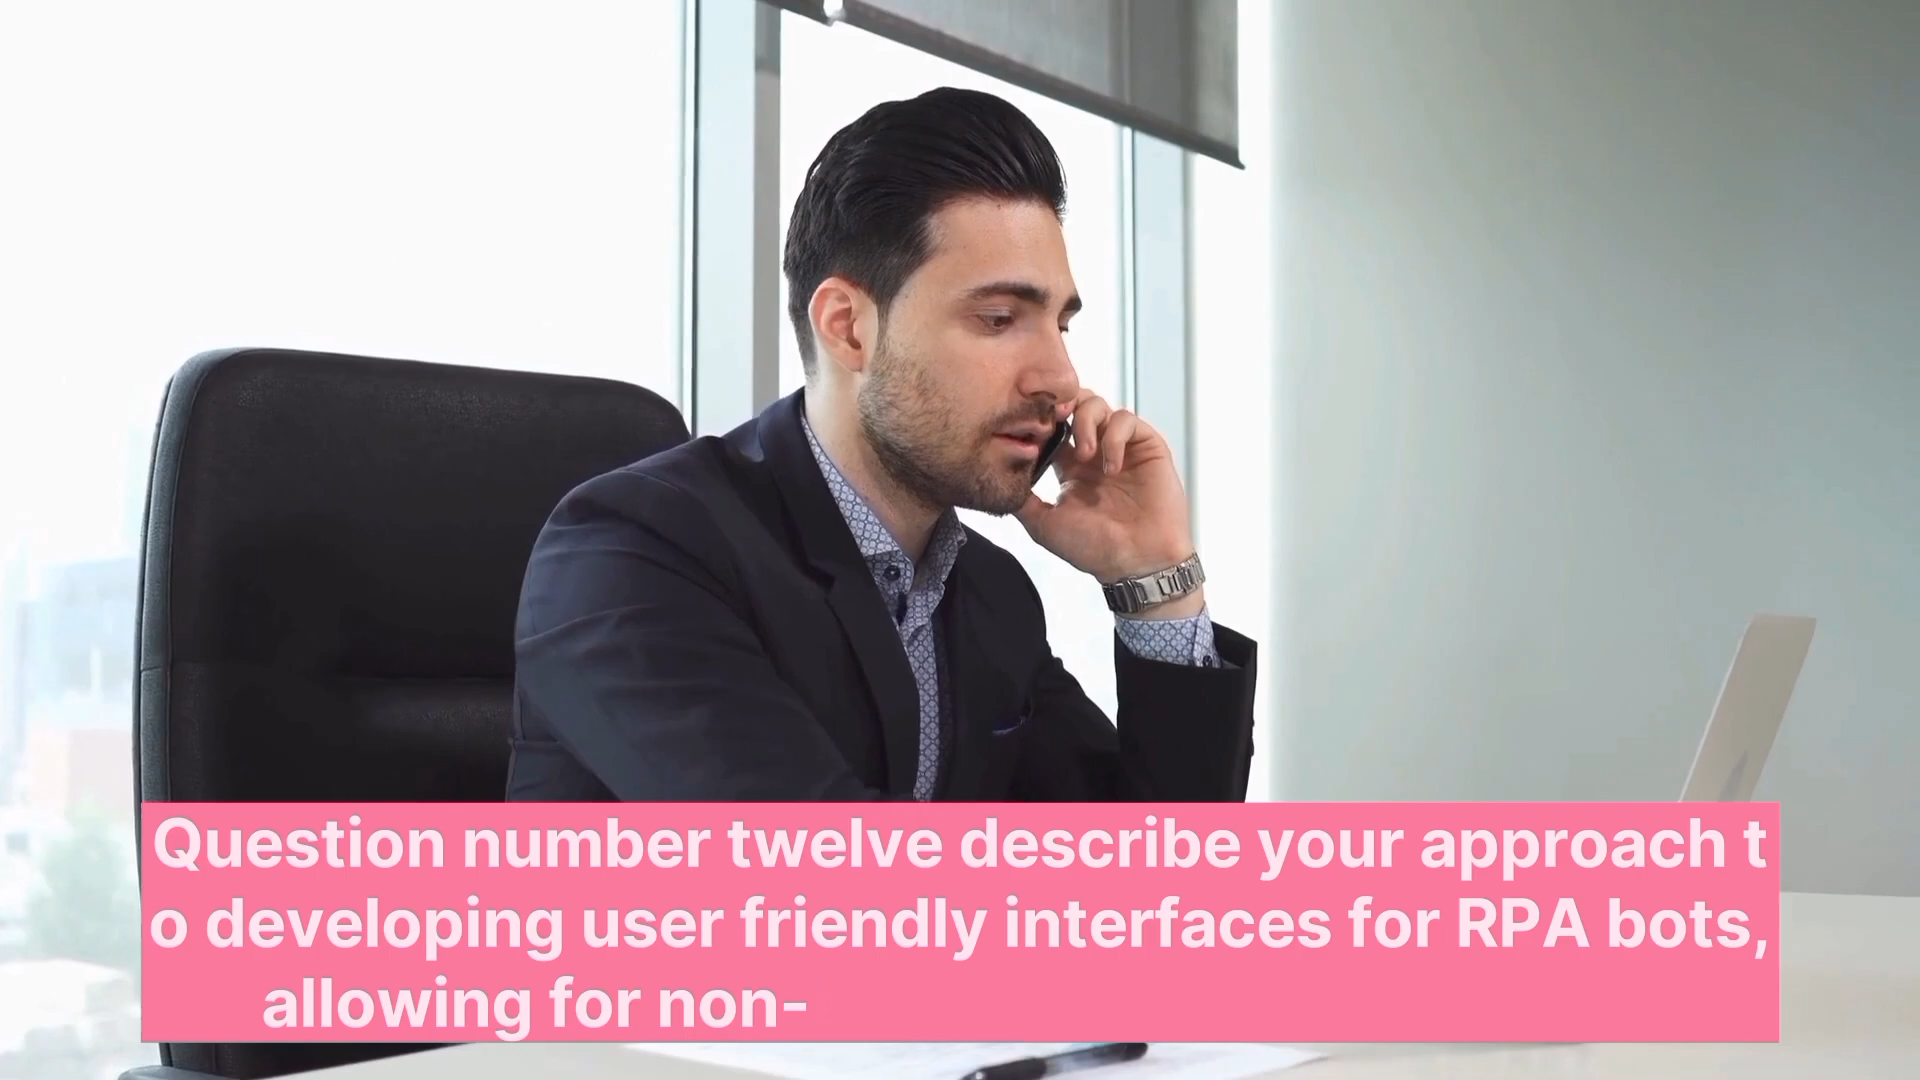 Question number twelve describe your approach t
o developing user friendly interfaces for RPA bots,
allowing for non-